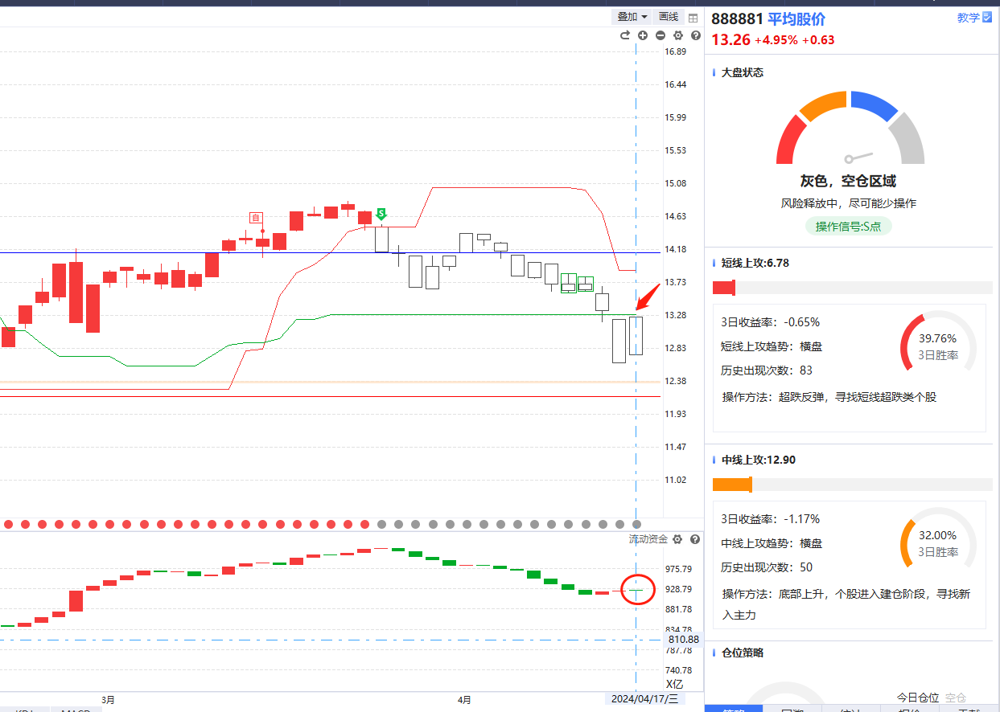 叠加 画线
16.89
16.44
15.99
15.53
15.08
14.63
14.18
13.73
13.28
12.83
12.38
11.93
11.47
11.02
自
S
流动资金
975.79
928.79
881.78
834.78
810.88
787.78
740.78
X亿
3月 4月 2024/04/17/三
888881 平均股价 教学
13.26 +4.95% +0.63
大盘状态
灰色，空仓区域
风险释放中，尽可能少操作
操作信号:S点
短线上攻:6.78
3日收益率：-0.65%
短线上攻趋势：横盘
历史出现次数：83
39.76%
3日胜率
操作方法：超跌反弹，寻找短线超跌类个股
中线上攻:12.90
3日收益率：-1.17%
中线上攻趋势：横盘
历史出现次数：50
32.00%
3日胜率
操作方法：底部上升，个股进入建仓阶段，寻找新
入主力
仓位策略
今日仓位 空仓